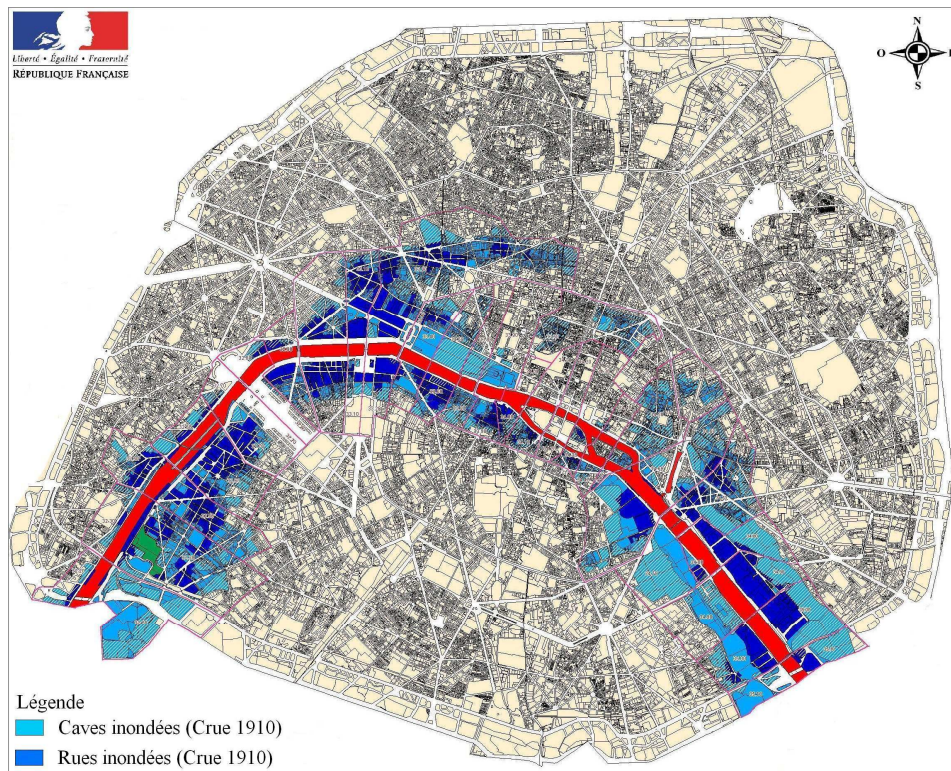 Liberté • Égalité • Fraternité
RÉPUBLIQUE FRANÇAISE
N
O
E
S
Légende
Caves inondées (Crue 1910)
Rues inondées (Crue 1910)